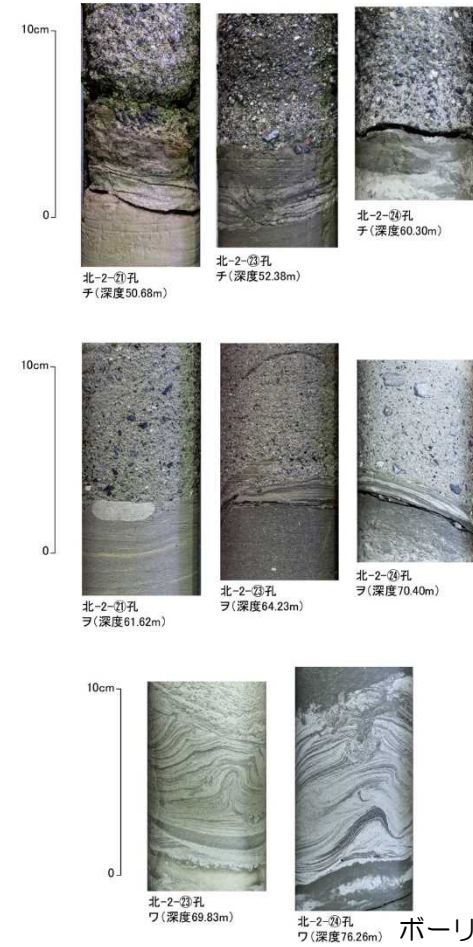 10cm
0
北-2-㉑孔
チ(深度50.68m)
北-2-㉓孔
チ(深度52.38m)
北-2-㉔孔
チ(深度60.30m)
10cm
0
北-2-㉑孔
ヲ(深度61.62m)
北-2-㉓孔
ヲ(深度64.23m)
北-2-㉔孔
ヲ(深度70.40m)
10cm
0
北-2-㉓孔
ワ(深度69.83m)
北-2-㉔孔
ワ(深度76.26m)
ボーリ